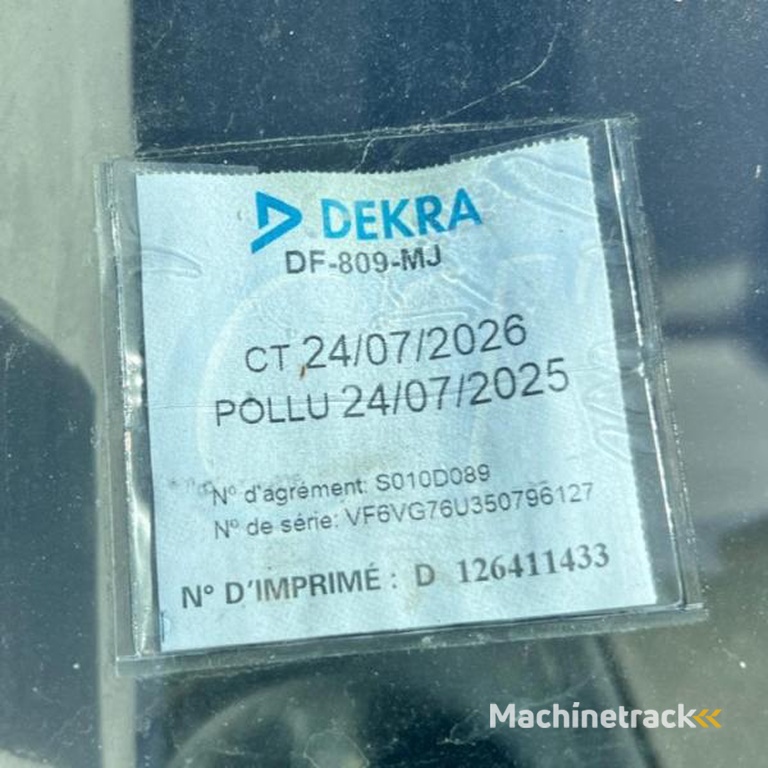 DEKRA
DF-809-MJ
CT 24/07/2026
POLLU 24/07/2025
N° d'agrément: S010D089
N° de série: VF6VG76U350796127
N° D'IMPRIMÉ : D 126411433
Machinetrack